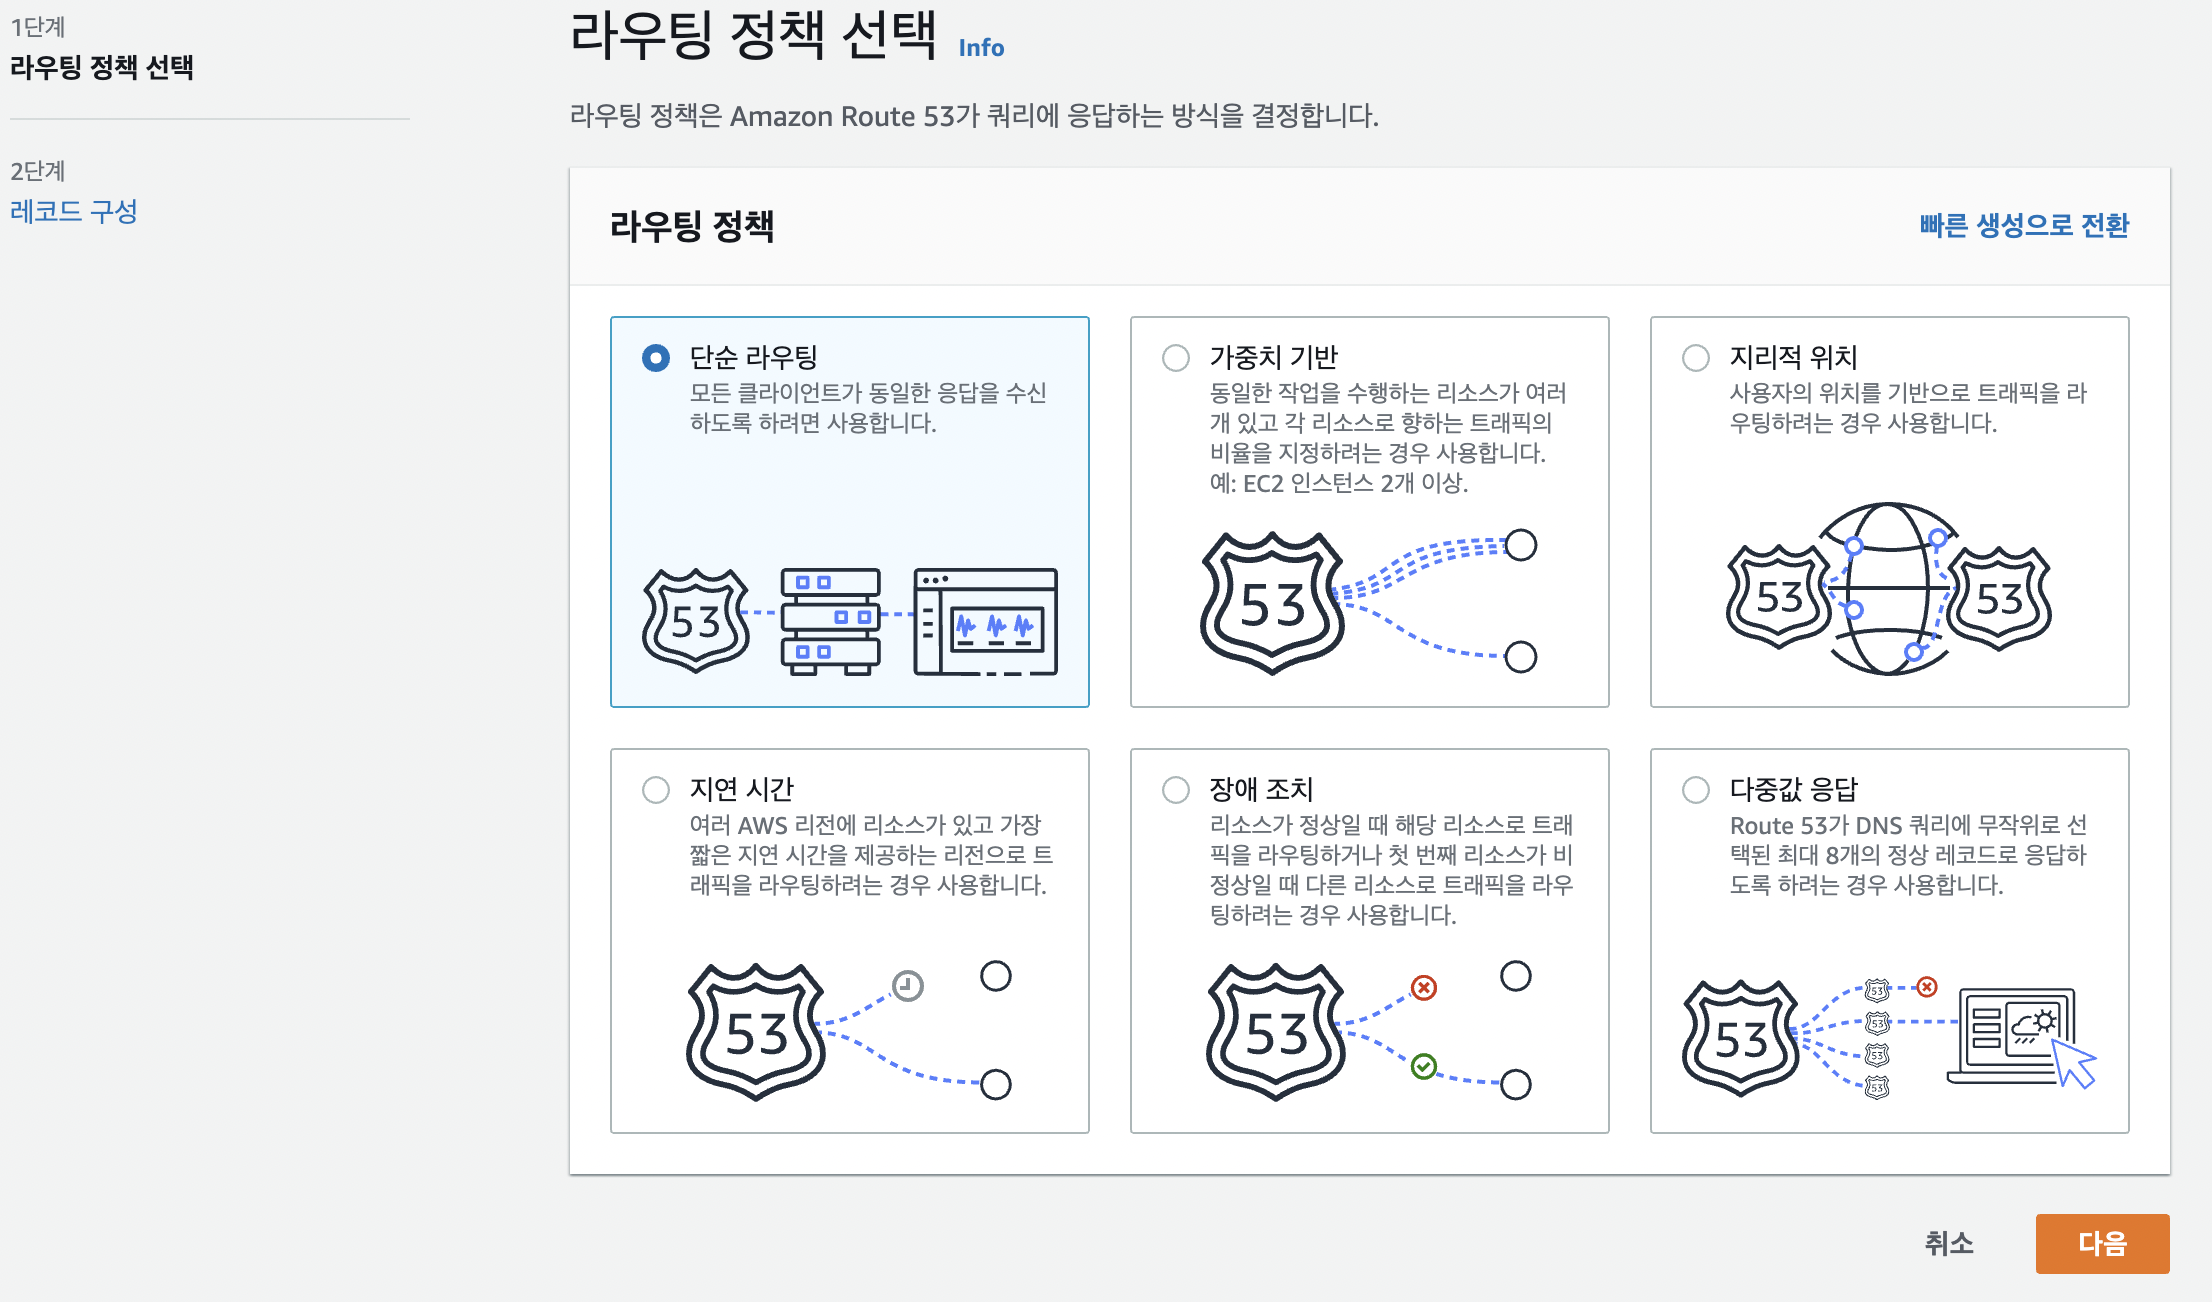 1단계
라우팅 정책 선택
2단계
레코드 구성
라우팅 정책 선택 Info
라우팅 정책은 Amazon Route 53가 쿼리에 응답하는 방식을 결정합니다.
라우팅 정책
빠른 생성으로 전환
단순 라우팅
모든 클라이언트가 동일한 응답을 수신
하도록 하려면 사용합니다.
53
가중치 기반
동일한 작업을 수행하는 리소스가 여러
개 있고 각 리소스로 향하는 트래픽의
비율을 지정하려는 경우 사용합니다.
예: EC2 인스턴스 2개 이상.
53
지리적 위치
사용자의 위치를 기반으로 트래픽을 라
우팅하려는 경우 사용합니다.
53
53
지연 시간
여러 AWS 리전에 리소스가 있고 가장
짧은 지연 시간을 제공하는 리전으로 트
래픽을 라우팅하려는 경우 사용합니다.
53
장애 조치
리소스가 정상일 때 해당 리소스로 트래
픽을 라우팅하거나 첫 번째 리소스가 비
정상일 때 다른 리소스로 트래픽을 라우
팅하려는 경우 사용합니다.
53
다중값 응답
Route 53가 DNS 쿼리에 무작위로 선
택된 최대 8개의 정상 레코드로 응답하
도록 하려는 경우 사용합니다.
53
53
53
53
53
취소
다음